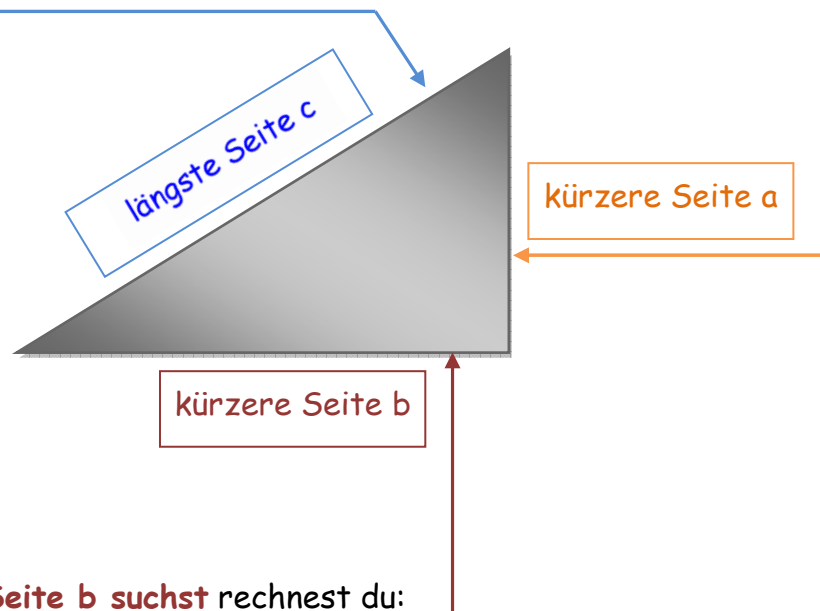 längste Seite c
kürzere Seite a
kürzere Seite b
Seite b suchst rechnest du: